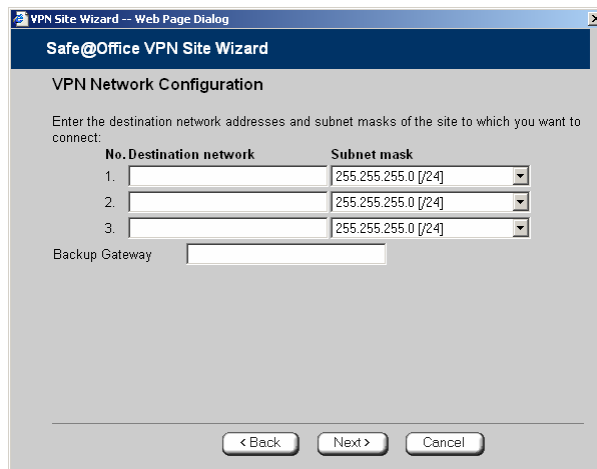 VPN Site Wizard -- Web Page Dialog
Safe@Office VPN Site Wizard
VPN Network Configuration
Enter the destination network addresses and subnet masks of the site to which you want to
connect:
No. Destination network Subnet mask
1. 255.255.255.0 [/24]
2. 255.255.255.0 [/24]
3. 255.255.255.0 [/24]
Backup Gateway
< Back Next > Cancel